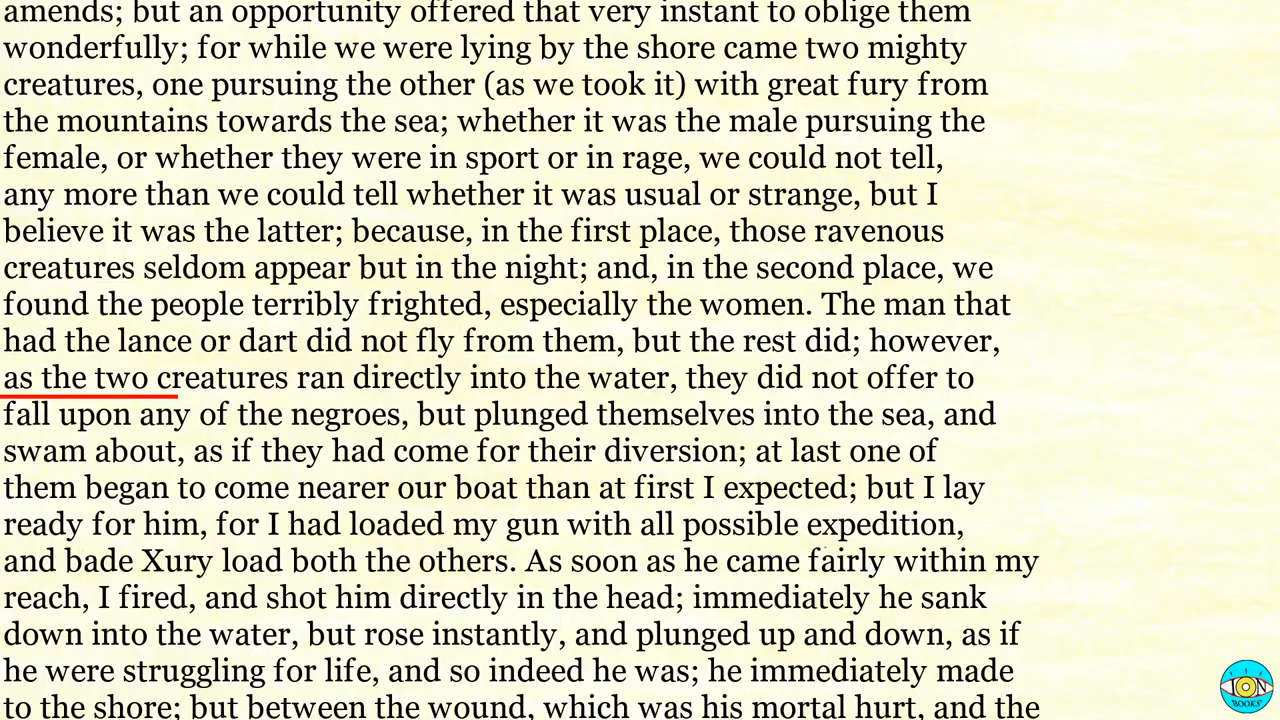 amends; but an opportunity offered that very instant to oblige them
wonderfully; for while we were lying by the shore came two mighty
creatures, one pursuing the other (as we took it) with great fury from
the mountains towards the sea; whether it was the male pursuing the
female, or whether they were in sport or in rage, we could not tell,
any more than we could tell whether it was usual or strange, but I
believe it was the latter; because, in the first place, those ravenous
creatures seldom appear but in the night; and, in the second place, we
found the people terribly frighted, especially the women. The man that
had the lance or dart did not fly from them, but the rest did; however,
as the two creatures ran directly into the water, they did not offer to
fall upon any of the negroes, but plunged themselves into the sea, and
swam about, as if they had come for their diversion; at last one of
them began to come nearer our boat than at first I expected; but I lay
ready for him, for I had loaded my gun with all possible expedition,
and bade Xury load both the others. As soon as he came fairly within my
reach, I fired, and shot him directly in the head; immediately he sank
down into the water, but rose instantly, and plunged up and down, as if
he were struggling for life, and so indeed he was; he immediately made
to the shore; but between the wound, which was his mortal hurt, and the
ION
BOOKS